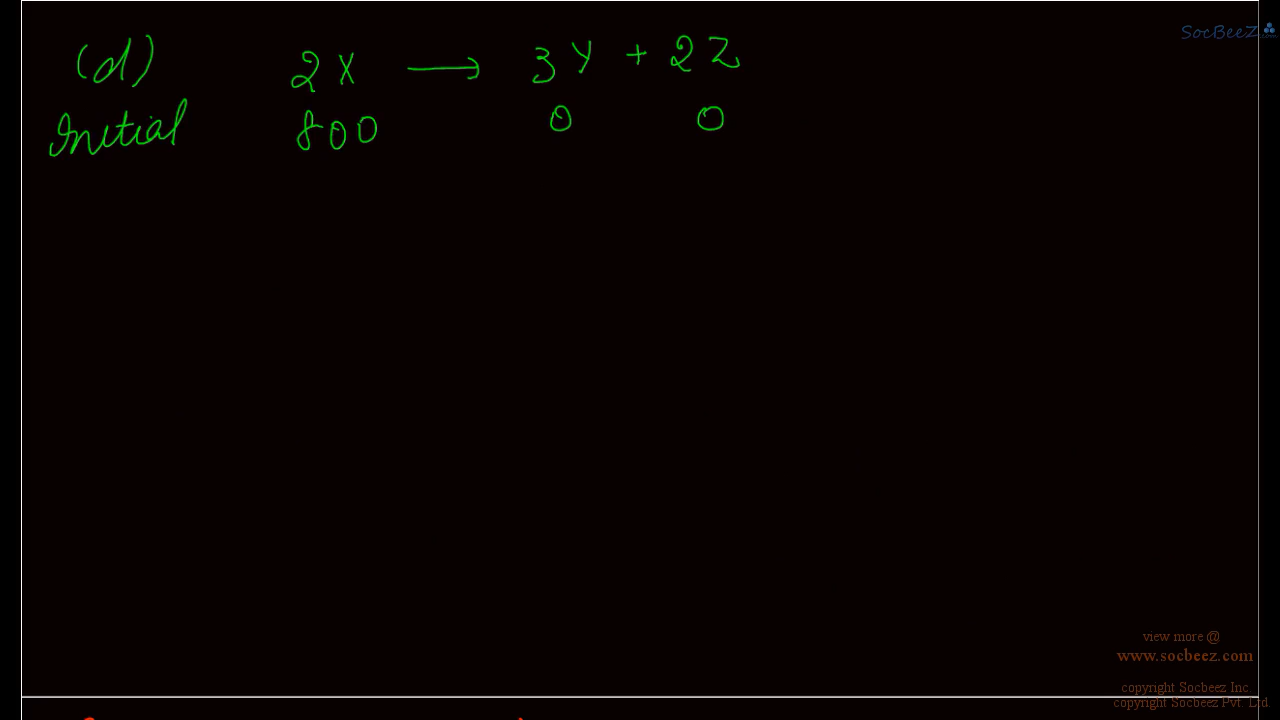 SocBeeZ
(d) 2X → 3Y + 2Z
Initial 800 0 0
view more @
www.socbeez.com
copyright Socbeez Inc.
copyright Socbeez Pvt. Ltd.